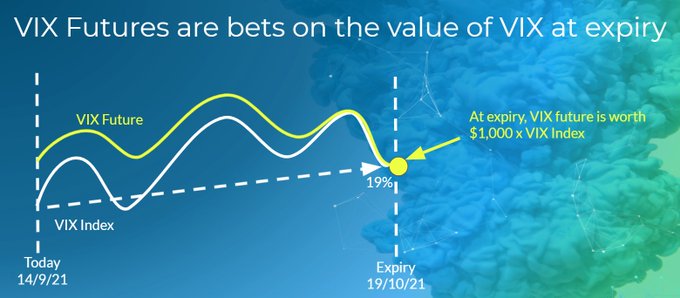 VIX Futures are bets on the value of VIX at expiry
VIX Future
At expiry, VIX future is worth
$1,000 x VIX Index
19%
VIX Index
Today
14/9/21
Expiry
19/10/21